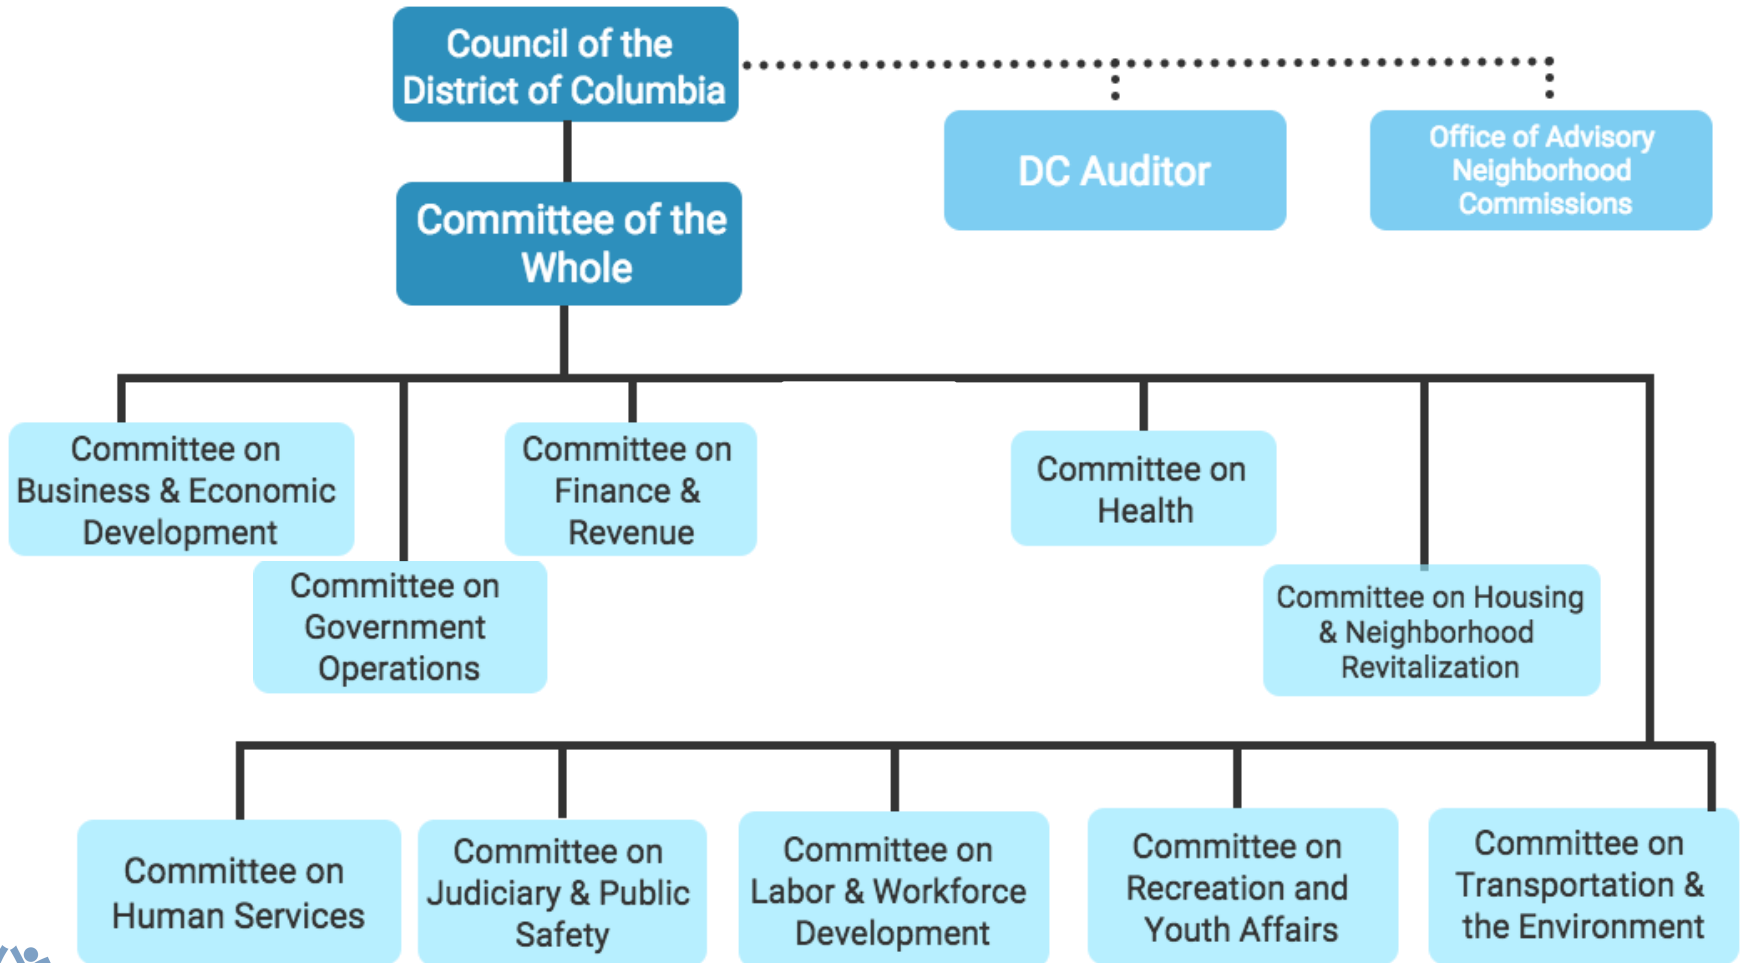 Council of the
District of Columbia
DC Auditor
Office of Advisory
Neighborhood
Commissions
Committee of the
Whole
Committee on
Business & Economic
Development
Committee on
Government
Operations
Committee on
Finance &
Revenue
Committee on
Health
Committee on Housing
& Neighborhood
Revitalization
Committee on
Human Services
Committee on
Judiciary & Public
Safety
Committee on
Labor & Workforce
Development
Committee on
Recreation and
Youth Affairs
Committee on
Transportation &
the Environment